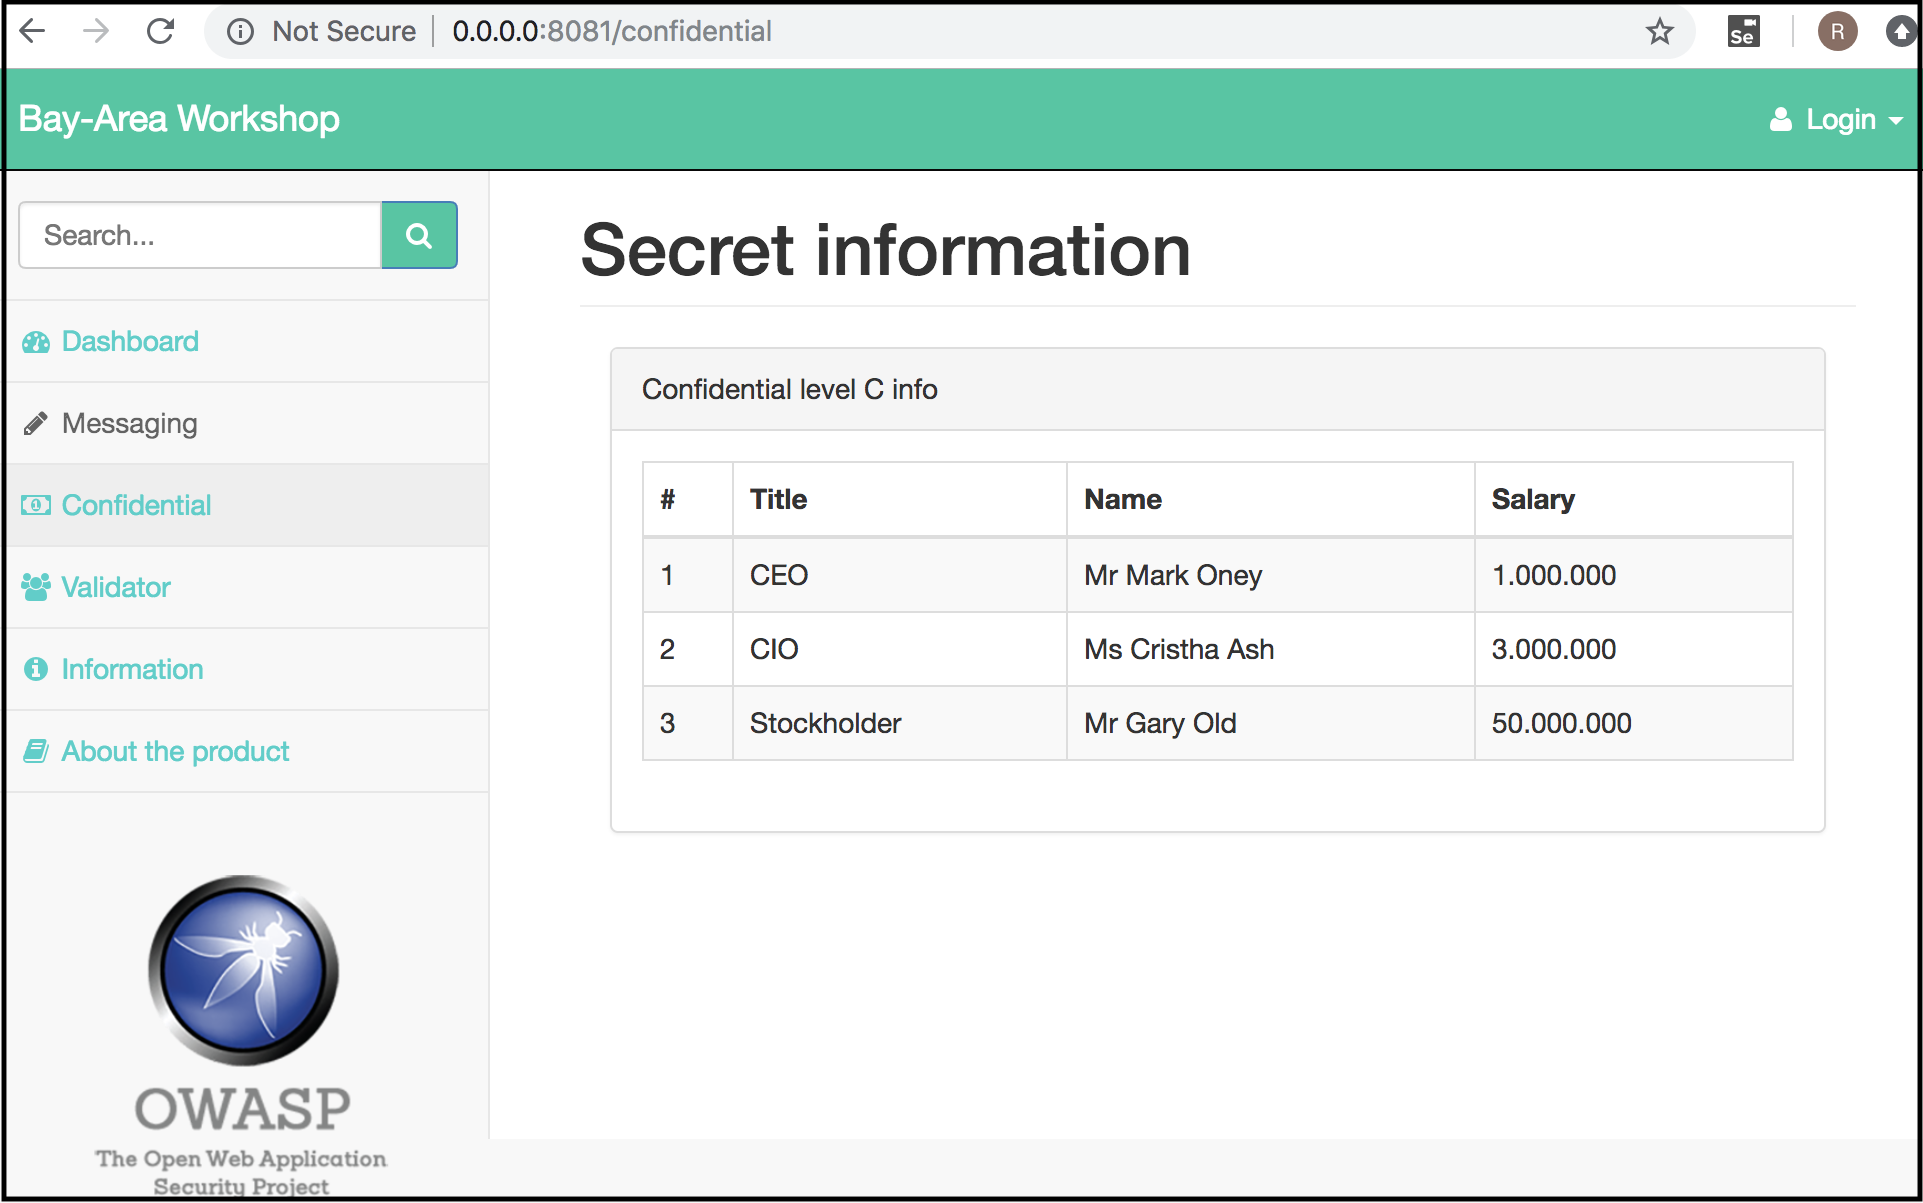 Not Secure | 0.0.0.0:8081/confidential
Se
R
Bay-Area Workshop
Login
Search...
Dashboard
Messaging
Confidential
Validator
Information
About the product
OWASP
The Open Web Application
Security Project
Secret information
Confidential level C info
# Title Name Salary
1 CEO Mr Mark Oney 1.000.000
2 CIO Ms Cristha Ash 3.000.000
3 Stockholder Mr Gary Old 50.000.000